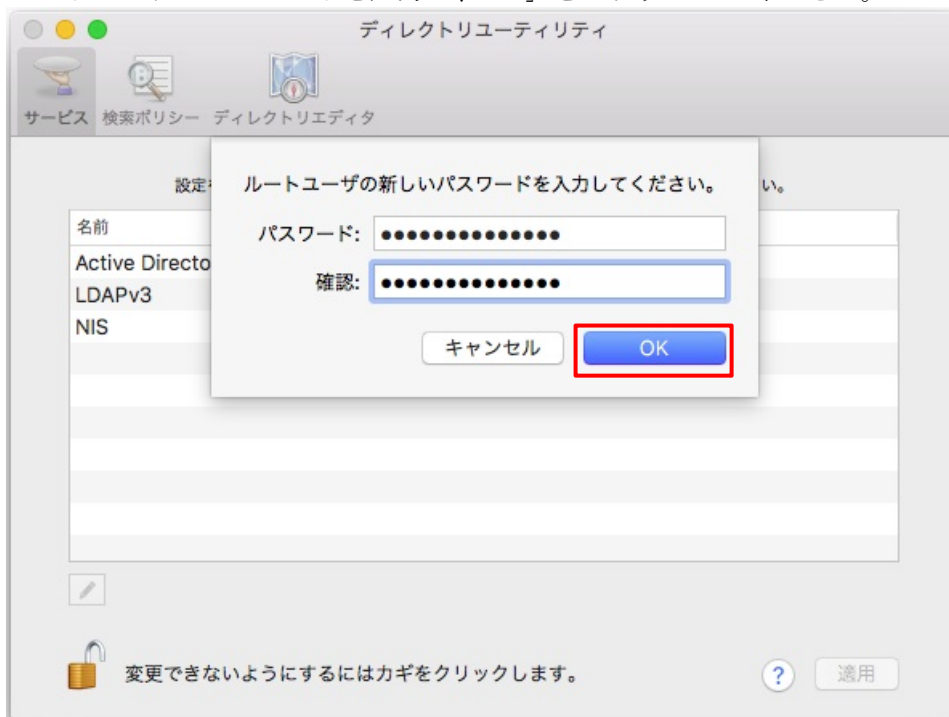 ディレクトリユーティリティ
サービス 検索ポリシー ディレクトリエディタ
設定
い。
ルートユーザの新しいパスワードを入力してください。
パスワード: ●●●●●●●●●●●●●●
確認: ●●●●●●●●●●●●●●
キャンセル OK
名前
Active Directo
LDAPv3
NIS
変更できないようにするにはカギをクリックします。
? 適用